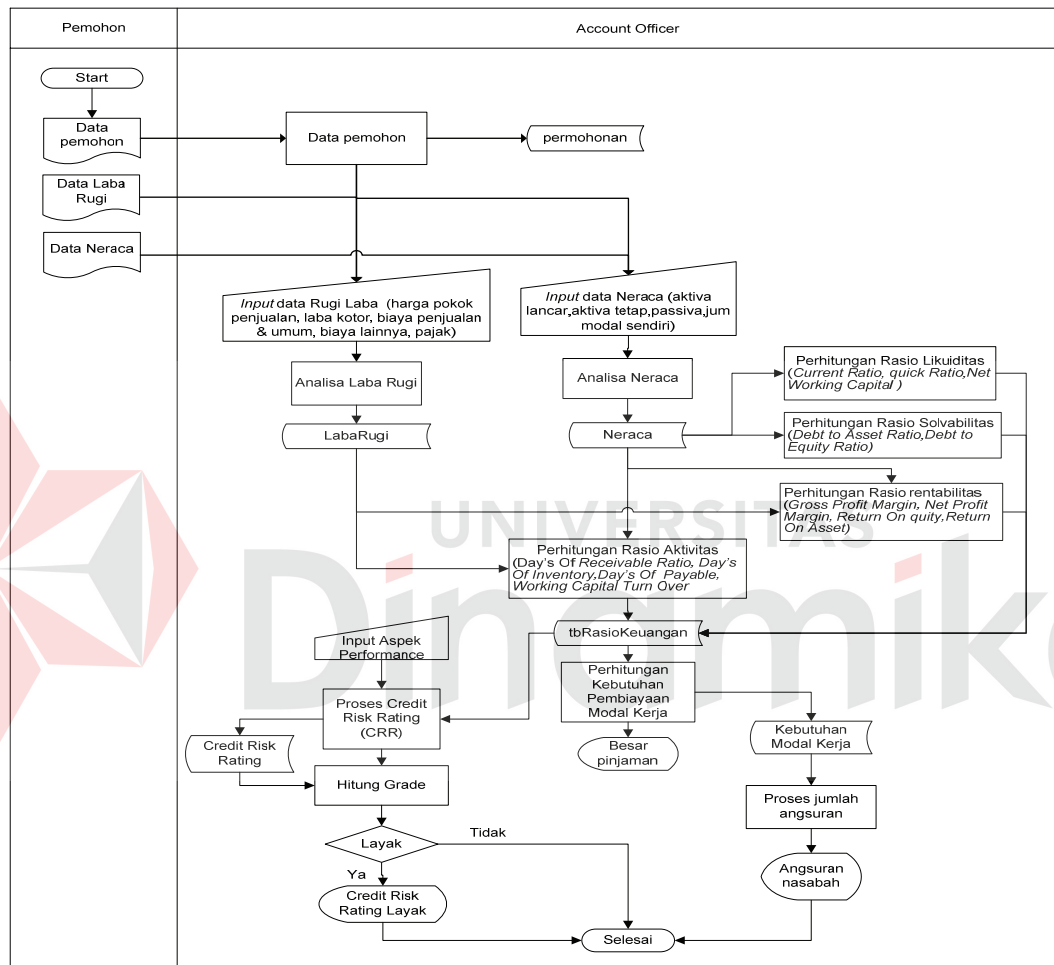 Pemohon
Account Officer
Start
Data
pemohon
Data pemohon
permohonan
Data Laba
Rugi
Data Neraca
Input data Rugi Laba (harga pokok
penjualan, laba kotor, biaya penjualan
& umum, biaya lainnya, pajak)
Input data Neraca (aktiva
lancar,aktiva tetap,passiva,jum
modal sendiri)
Analisa Laba Rugi
Analisa Neraca
Perhitungan Rasio Likuiditas
(Current Ratio, quick Ratio,Net
Working Capital )
LabaRugi
Neraca
Perhitungan Rasio Solvabilitas
(Debt to Asset Ratio,Debt to
Equity Ratio)
Perhitungan Rasio rentabilitas
(Gross Profit Margin, Net Profit
Margin, Return On quity,Return
On Asset)
UNIVERSITAS
Dinamika
Perhitungan Rasio Aktivitas
(Day's Of Receivable Ratio, Day's
Of Inventory,Day's Of Payable,
Working Capital Turn Over
tbRasioKeuangan
Input Aspek
Performance
Perhitungan
Kebutuhan
Pembiayaan
Modal Kerja
Proses Credit
Risk Rating
(CRR)
Credit Risk
Rating
Besar
pinjaman
Kebutuhan
Modal Kerja
Hitung Grade
Proses jumlah
angsuran
Layak
Tidak
Ya
Angsuran
nasabah
Credit Risk
Rating Layak
Selesai